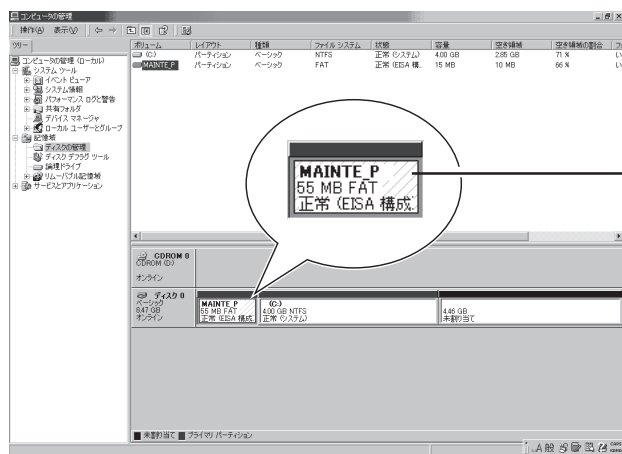 コンピュータの管理
操作(A) 表示(V)
ツリー
コンピュータの管理 (ローカル)
システム ツール
イベント ビューア
システム情報
パフォーマンス ログと警告
共有フォルダ
デバイス マネージャ
ローカル ユーザーとグループ
記憶域
ディスクの管理
ディスク デフラグ ツール
論理ドライブ
リムーバブル記憶域
サービスとアプリケーション
ボリューム レイアウト 種類 ファイル システム 状態 容量 空き領域 空き領域の割合 フ
(C:) パーティション ベーシック NTFS 正常 (システム) 4.00 GB 2.85 GB 71 % い
MAINTE_P パーティション ベーシック FAT 正常 (EISA 構... 15 MB 10 MB 66 % い
MAINTE_P
55 MB FAT
正常 (EISA 構成
CDROM 0
CDROM (D:)
オンライン
ディスク 0
ベーシック
8.47 GB
オンライン
MAINTE_P
55 MB FAT
正常 (EISA 構成
(C:)
4.00 GB NTFS
正常 (システム)
4.46 GB
未割り当て
未割り当て プライマリ パーティション
A 般